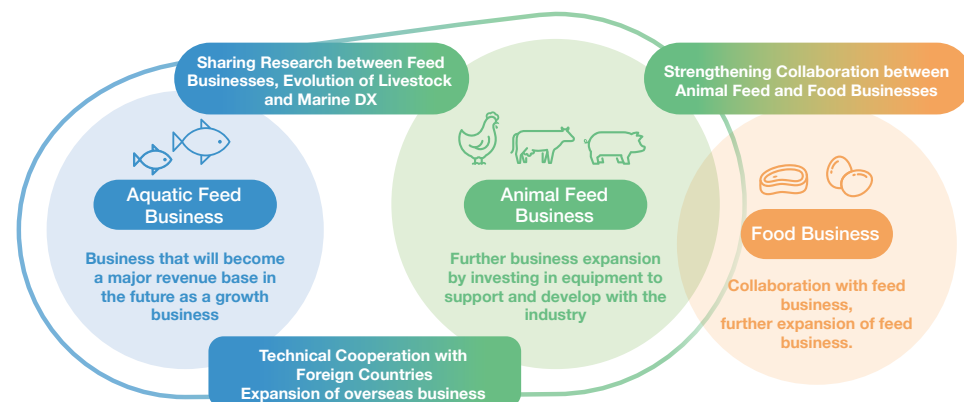 Sharing Research between Feed
Businesses, Evolution of Livestock
and Marine DX
Strengthening Collaboration between
Animal Feed and Food Businesses
Aquatic Feed
Business
Business that will become
a major revenue base in
the future as a growth
business
Animal Feed
Business
Further business expansion
by investing in equipment to
support and develop with the
industry
Food Business
Collaboration with feed
business,
further expansion of feed
business.
Technical Cooperation with
Foreign Countries
Expansion of overseas business